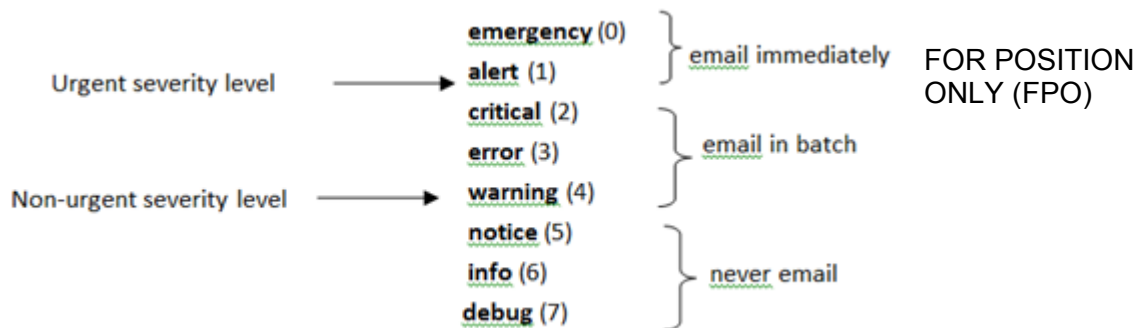 emergency (0)
email immediately
FOR POSITION
ONLY (FPO)
Urgent severity level
alert (1)
critical (2)
error (3)
email in batch
Non-urgent severity level
warning (4)
notice (5)
info (6)
never email
debug (7)